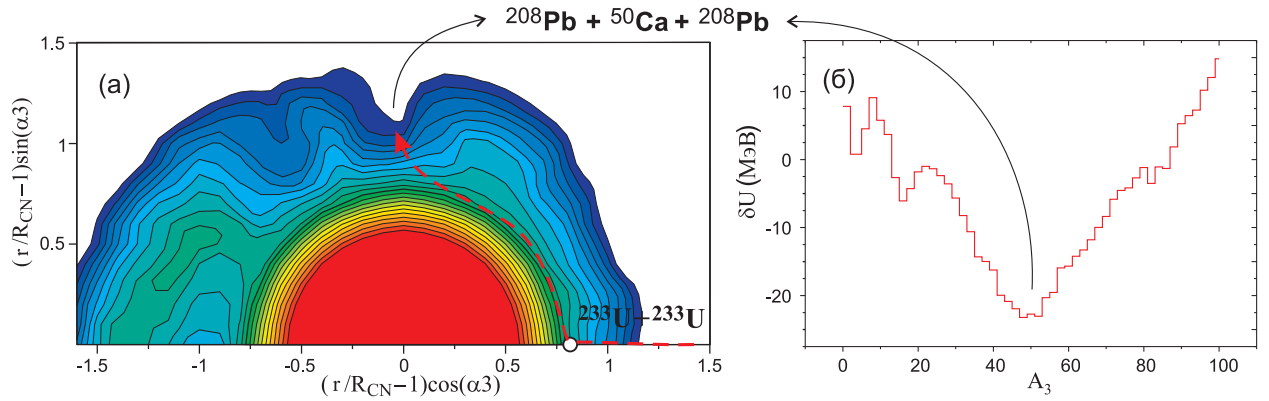 ²⁰⁸Pb + ⁵⁰Ca + ²⁰⁸Pb
(а)
(r/R_CN−1)sin(α3)
1.5
1
0.5
²³³U – ²³³U
-1.5
-1
-0.5
0
0.5
1
1.5
(r/R_CN−1)cos(α3)
(б)
δU (МэВ)
10
0
-10
-20
0
20
40
60
80
100
A₃